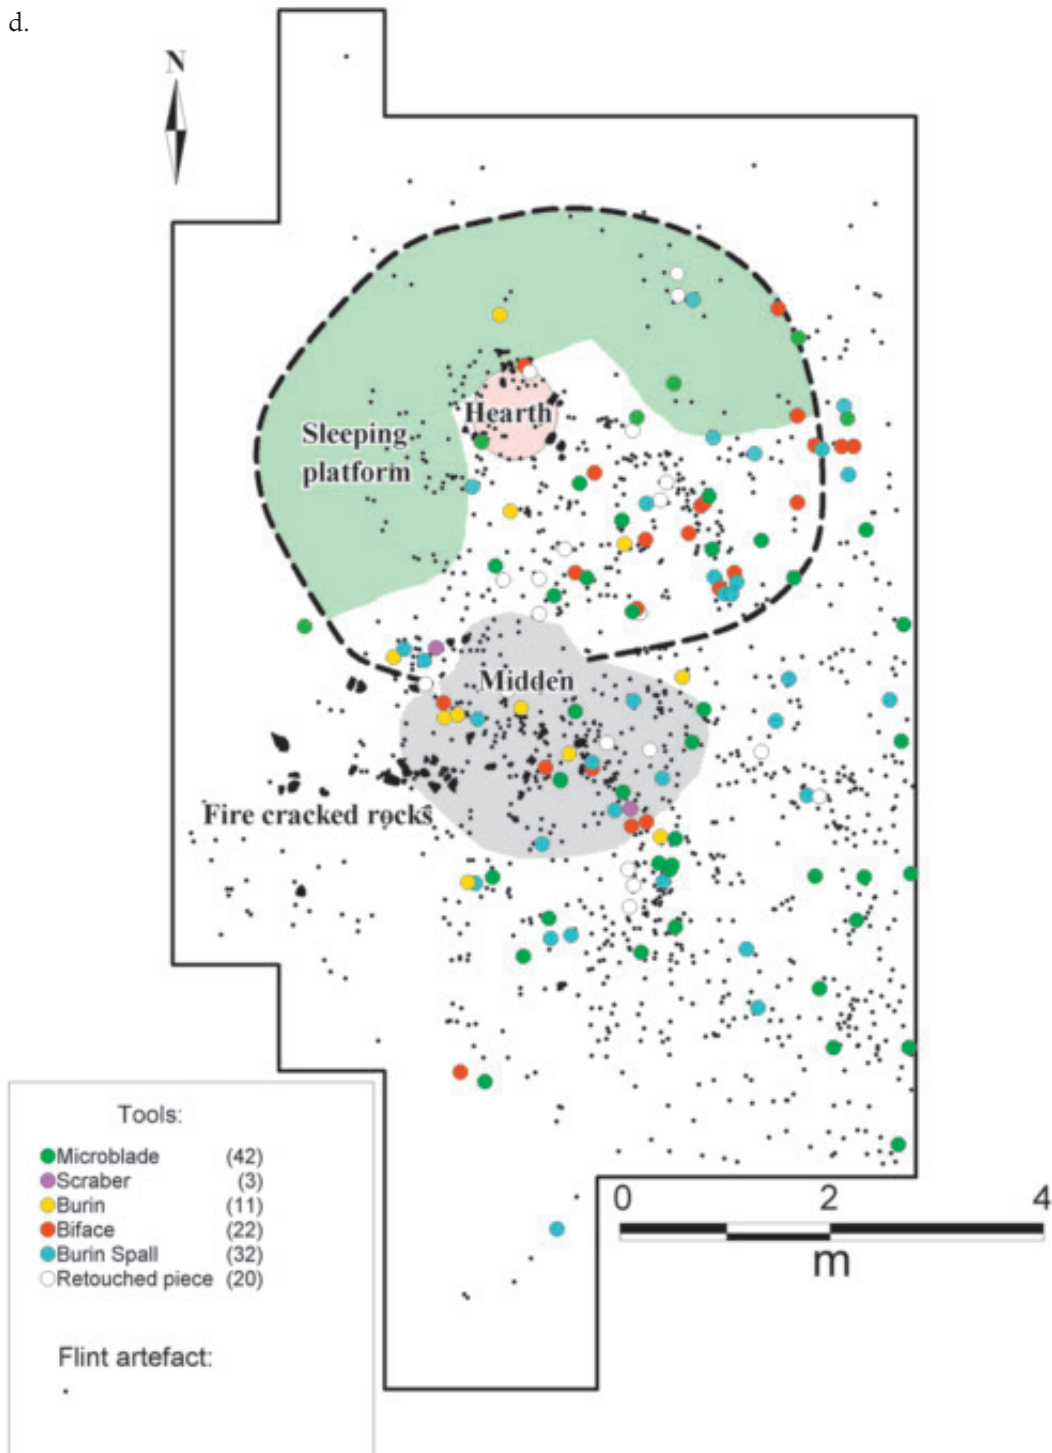 d.
N
Hearth
Sleeping
platform
Midden
Fire cracked rocks
Tools:
Microblade (42)
Scraber (3)
Burin (11)
Biface (22)
Burin Spall (32)
Retouched piece (20)
Flint artefact:
0 2 4
m